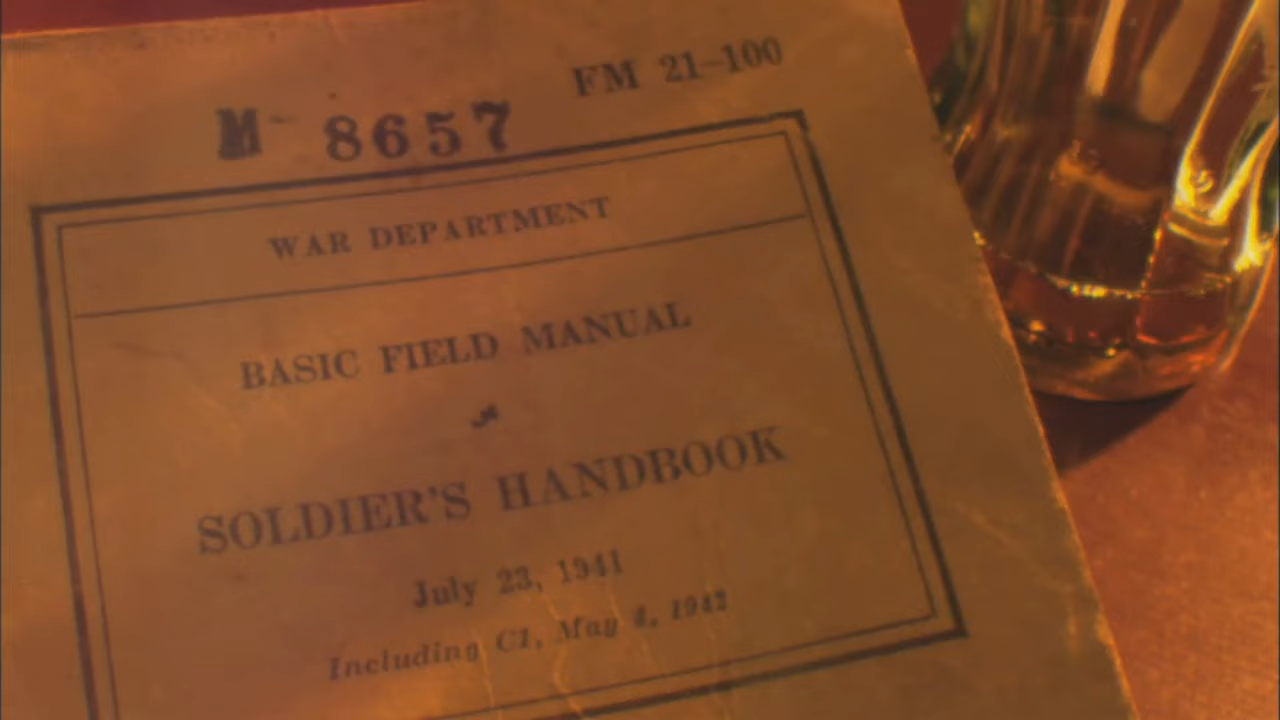 FM 21-100
M- 8657
WAR DEPARTMENT
BASIC FIELD MANUAL
SOLDIER'S HANDBOOK
July 23, 1941
Including C1, May 4, 1942